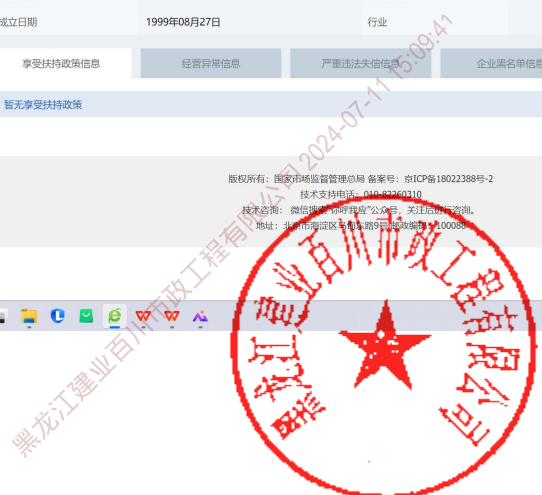 成立日期 1999年08月27日 行业
享受扶持政策信息 经营异常信息 严重违法失信信息 企业黑名单信息
暂无享受扶持政策
版权所有：国家市场监督管理总局 备案号：京ICP备18022388号-2
技术支持电话：010-82260310
技术咨询： 微信搜索“你呼我应”公众号，关注后进行咨询。
地址：北京市海淀区马甸东路9号 邮政编码：100088
黑龙江建业百川市政工程有限公司 2024-07-11 15:09:41
黑龙江建业百川市政工程有限公司